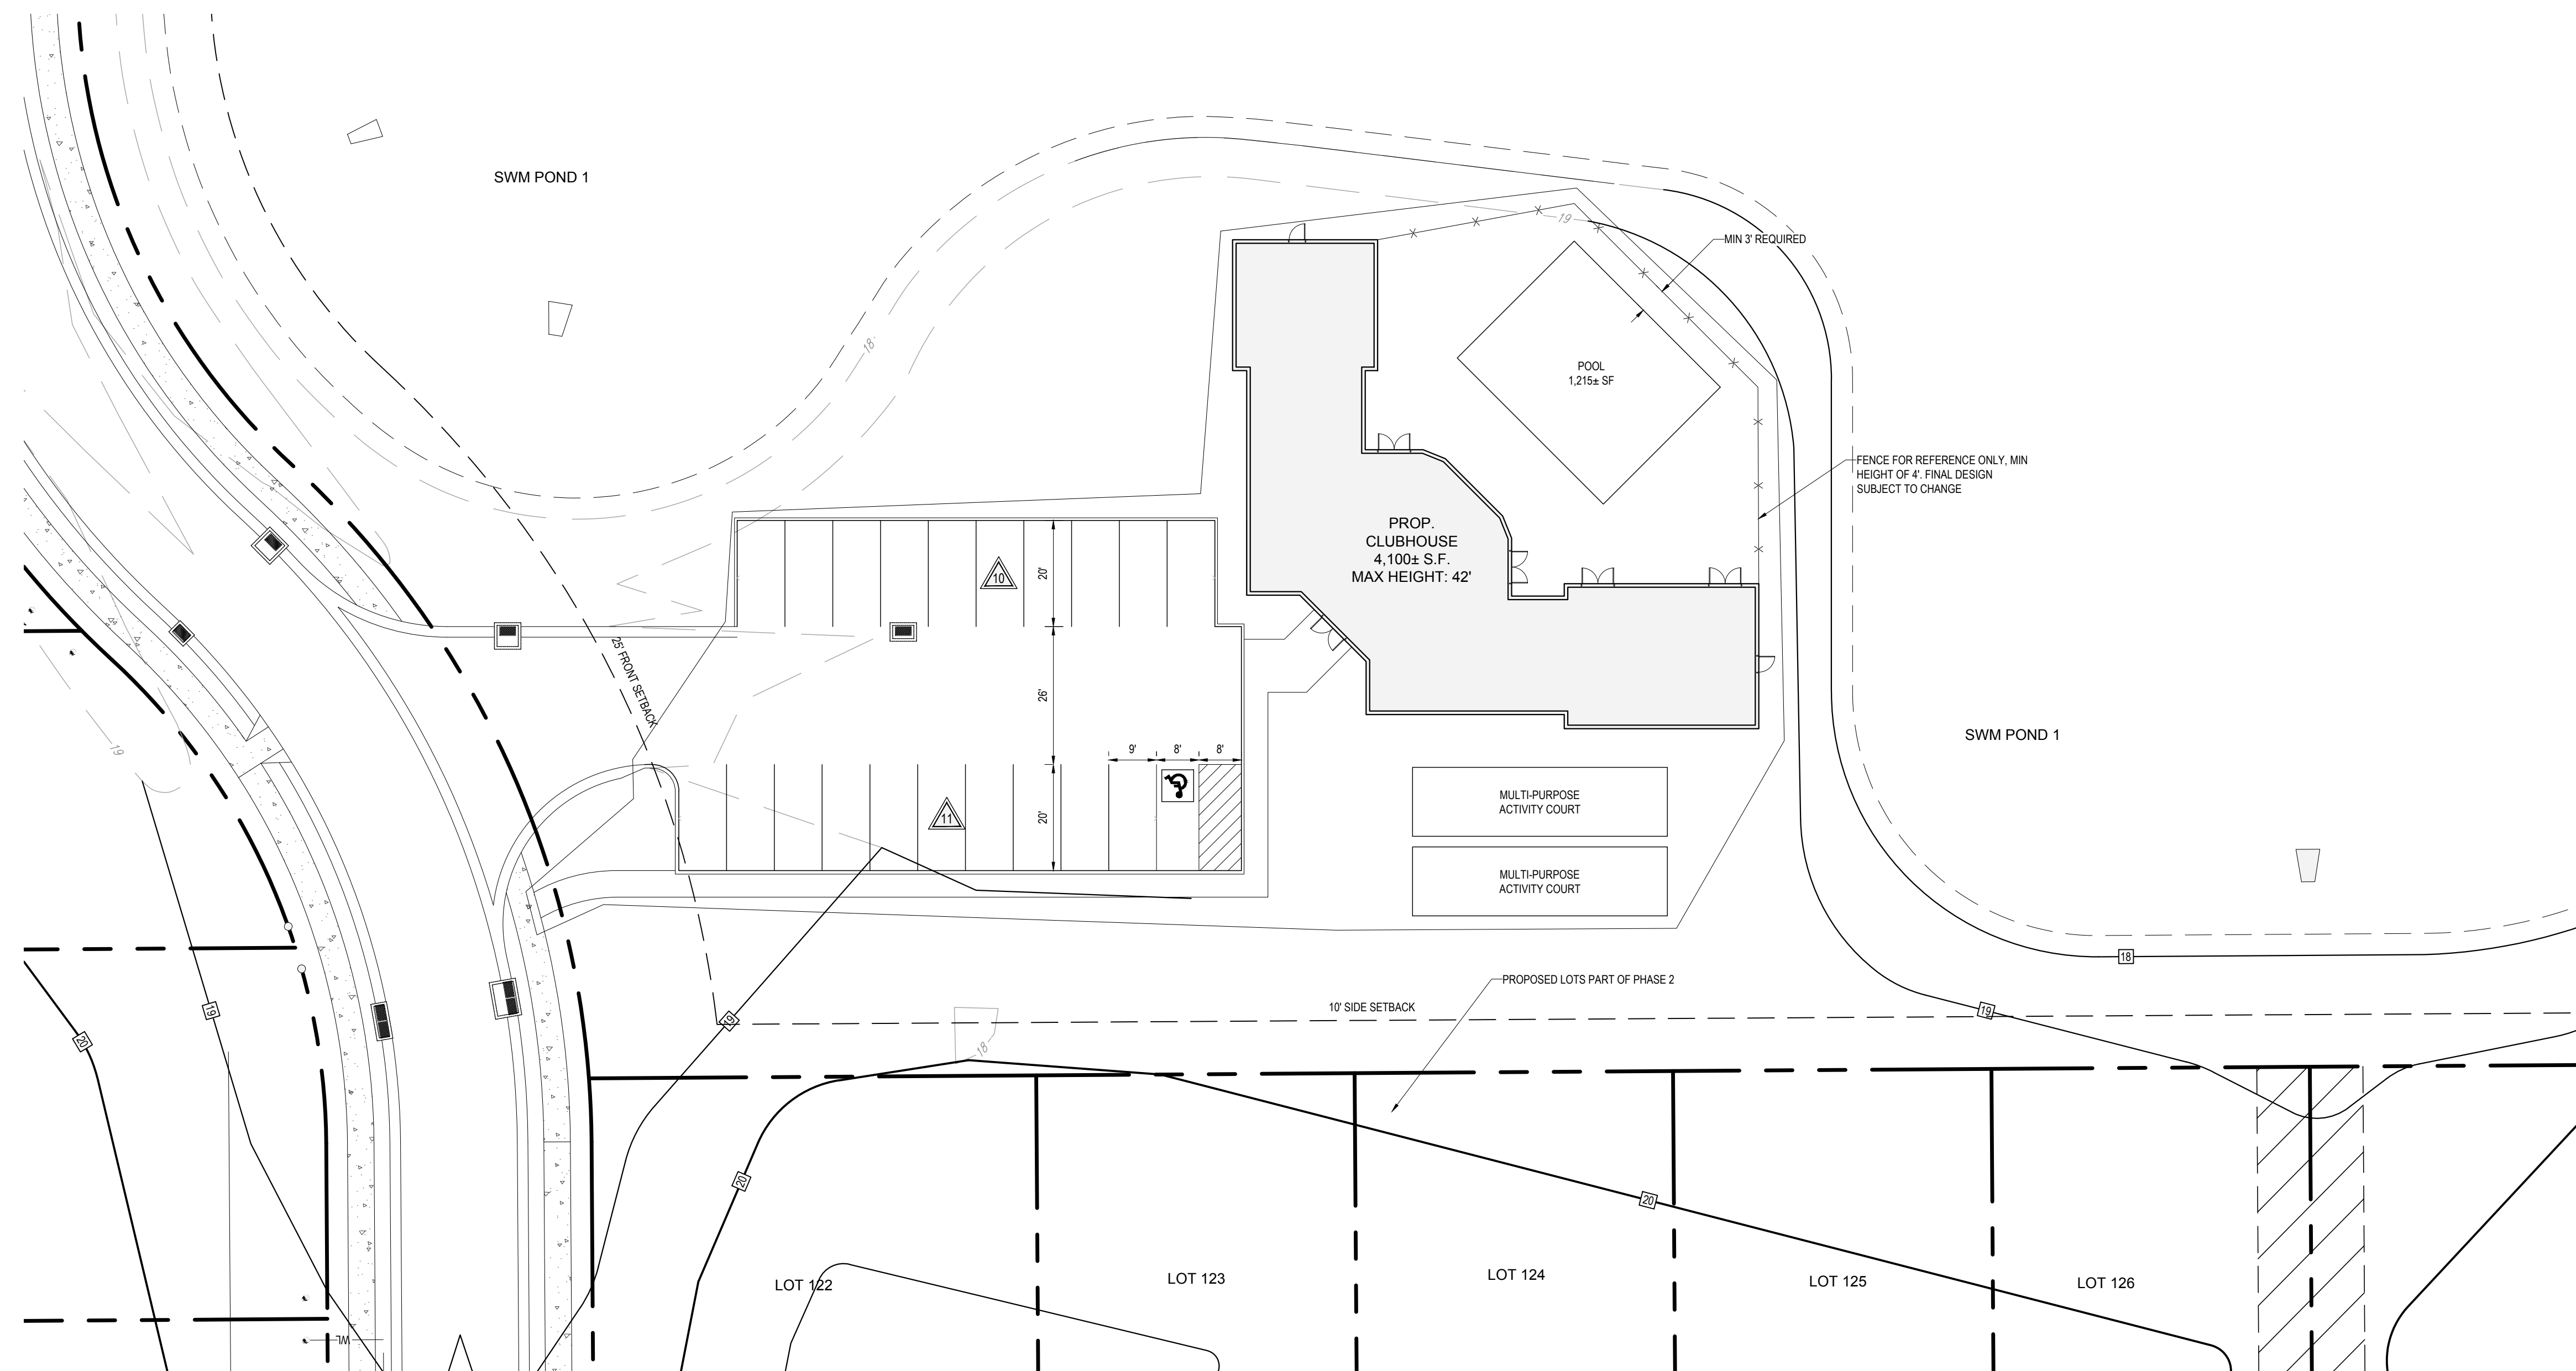 SWM POND 1
19
MIN 3' REQUIRED
18
POOL
1,215± SF
FENCE FOR REFERENCE ONLY, MIN
HEIGHT OF 4'. FINAL DESIGN
SUBJECT TO CHANGE
PROP.
CLUBHOUSE
4,100± S.F.
MAX HEIGHT: 42'
10
20'
25' FRONT SETBACK
26'
19
9'
8'
8'
11
20'
SWM POND 1
MULTI-PURPOSE
ACTIVITY COURT
MULTI-PURPOSE
ACTIVITY COURT
18
PROPOSED LOTS PART OF PHASE 2
10' SIDE SETBACK
19
19
19
20
18
20
20
LOT 122
LOT 123
LOT 124
LOT 125
LOT 126
WL